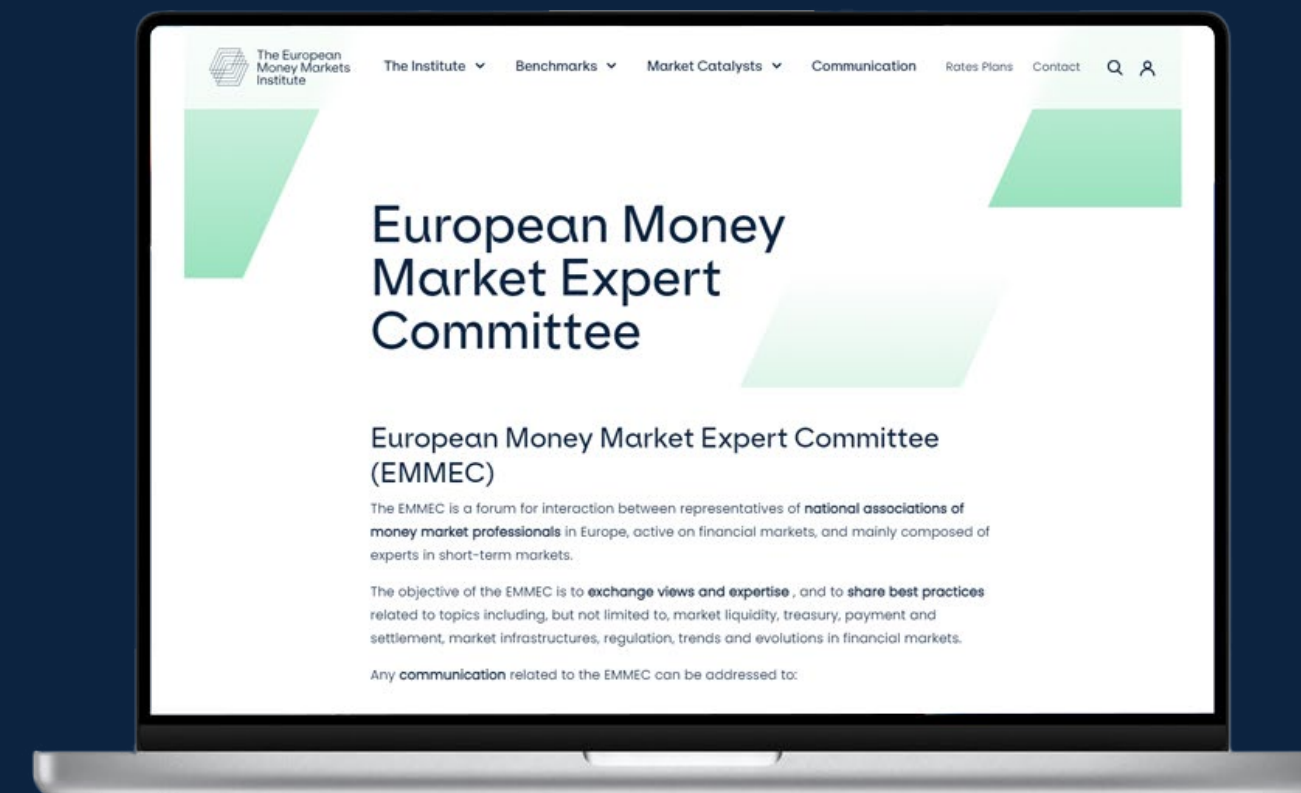 The European
Money Markets
Institute
The Institute
Benchmarks
Market Catalysts
Communication
Rates Plans
Contact
European Money
Market Expert
Committee
European Money Market Expert Committee
(EMMEC)
The EMMEC is a forum for interaction between representatives of national associations of
money market professionals in Europe, active on financial markets, and mainly composed of
experts in short-term markets.
The objective of the EMMEC is to exchange views and expertise , and to share best practices
related to topics including, but not limited to, market liquidity, treasury, payment and
settlement, market infrastructures, regulation, trends and evolutions in financial markets.
Any communication related to the EMMEC can be addressed to: